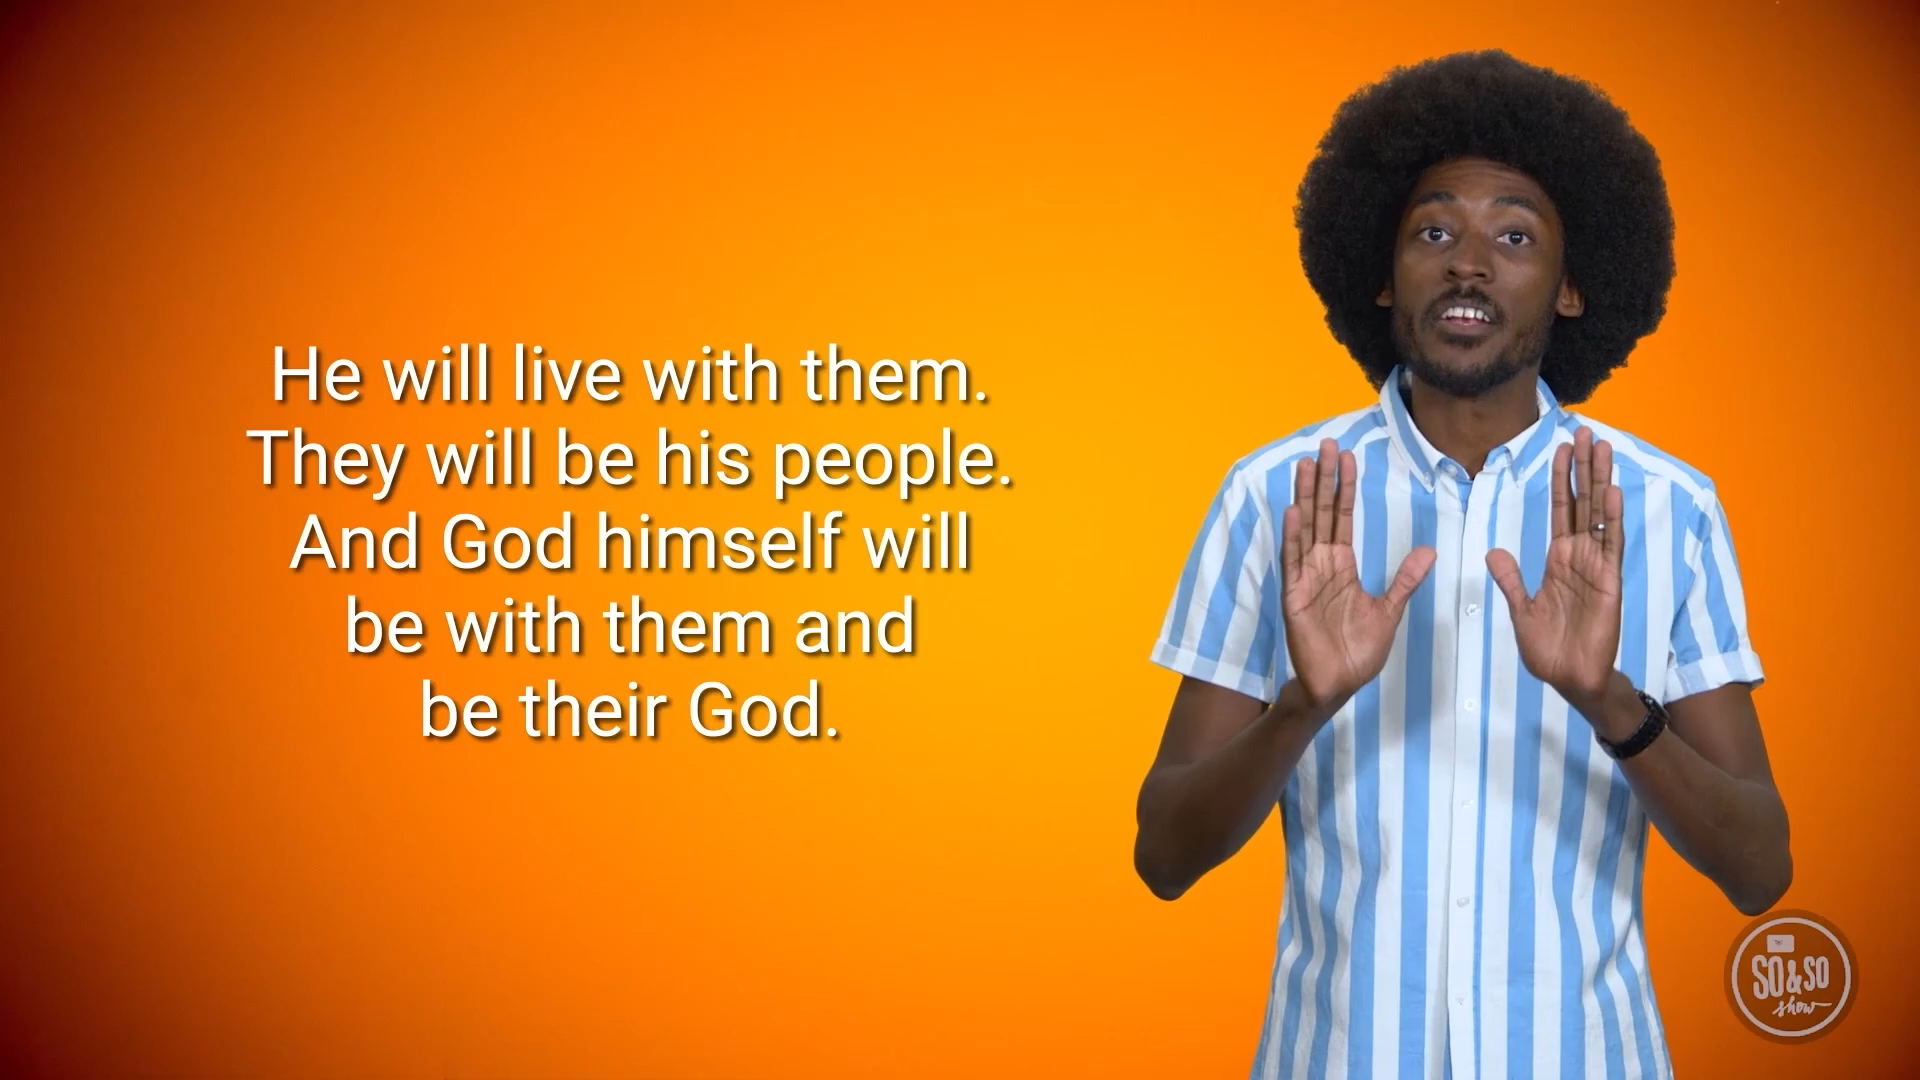 He will live with them.
They will be his people.
And God himself will
be with them and
be their God.
SO & SO
show